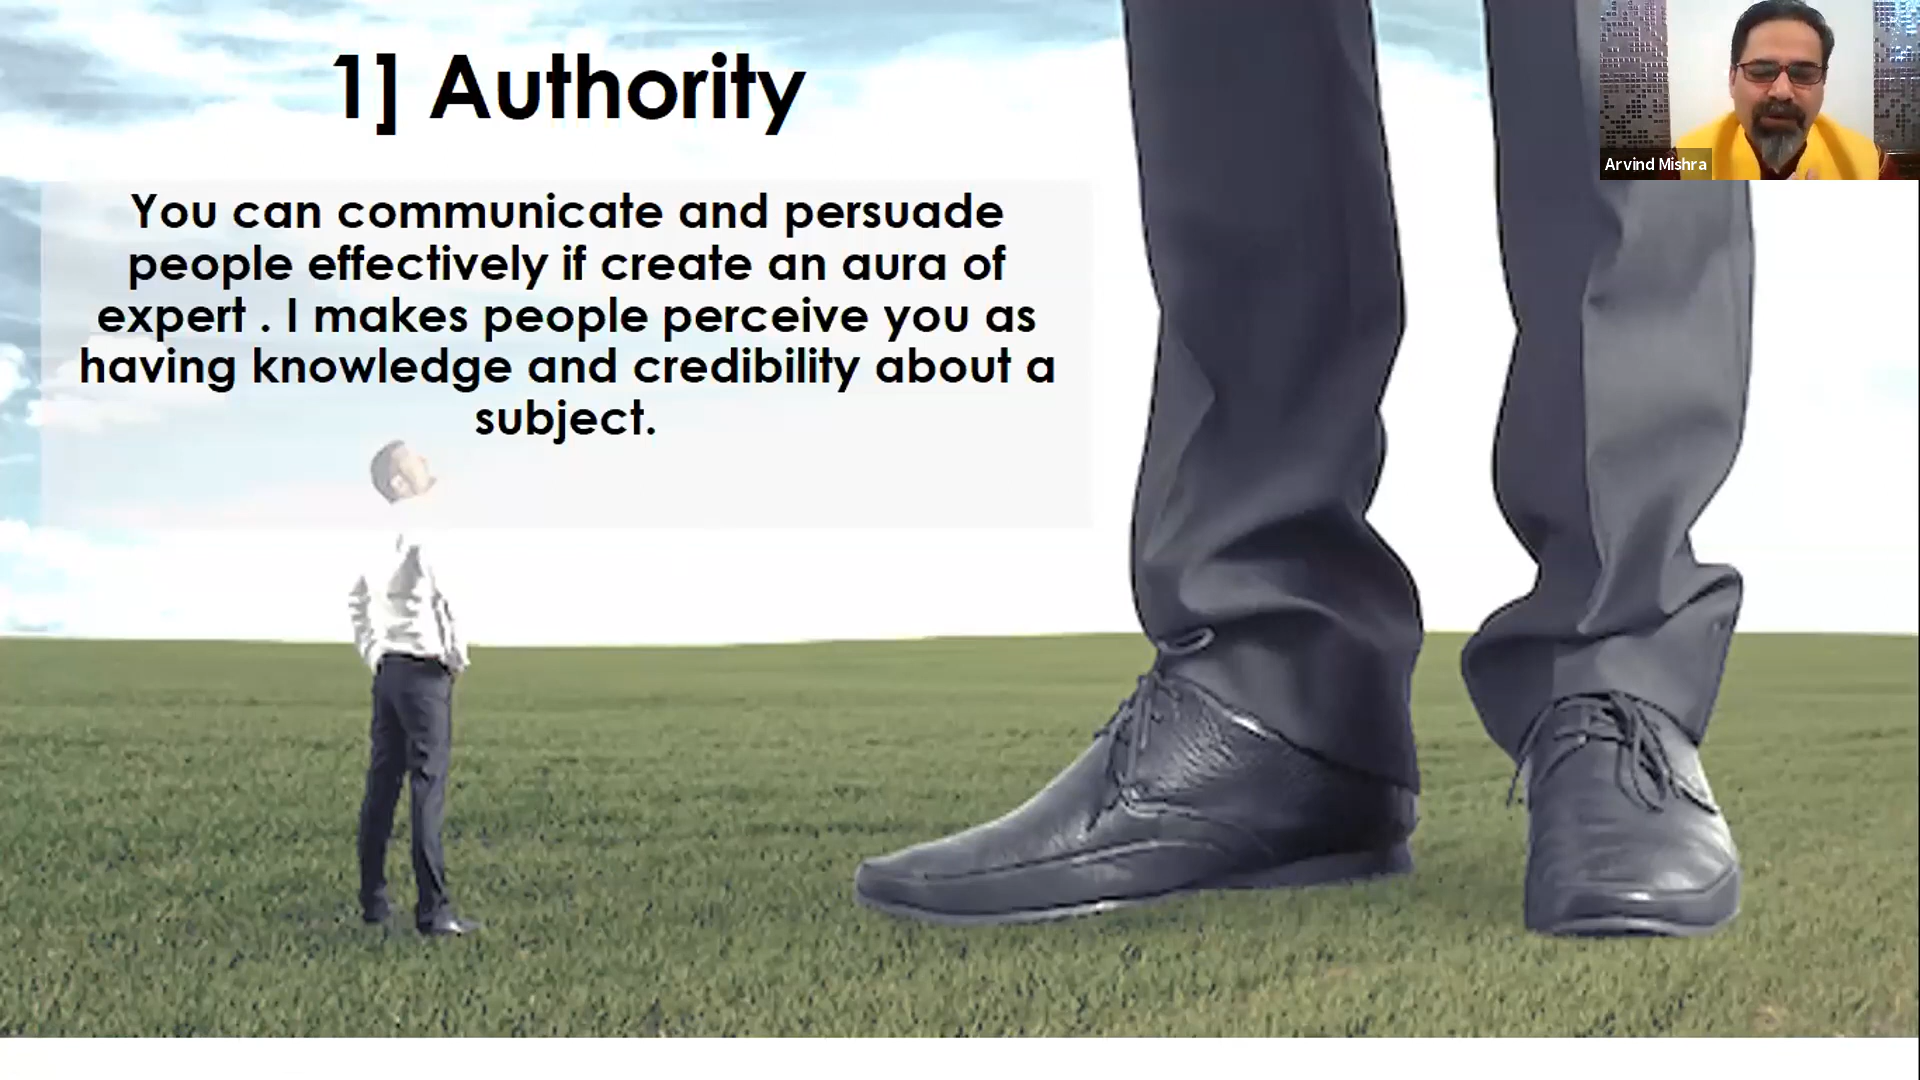 1] Authority
You can communicate and persuade
people effectively if create an aura of
expert . I makes people perceive you as
having knowledge and credibility about a
subject.
Arvind Mishra